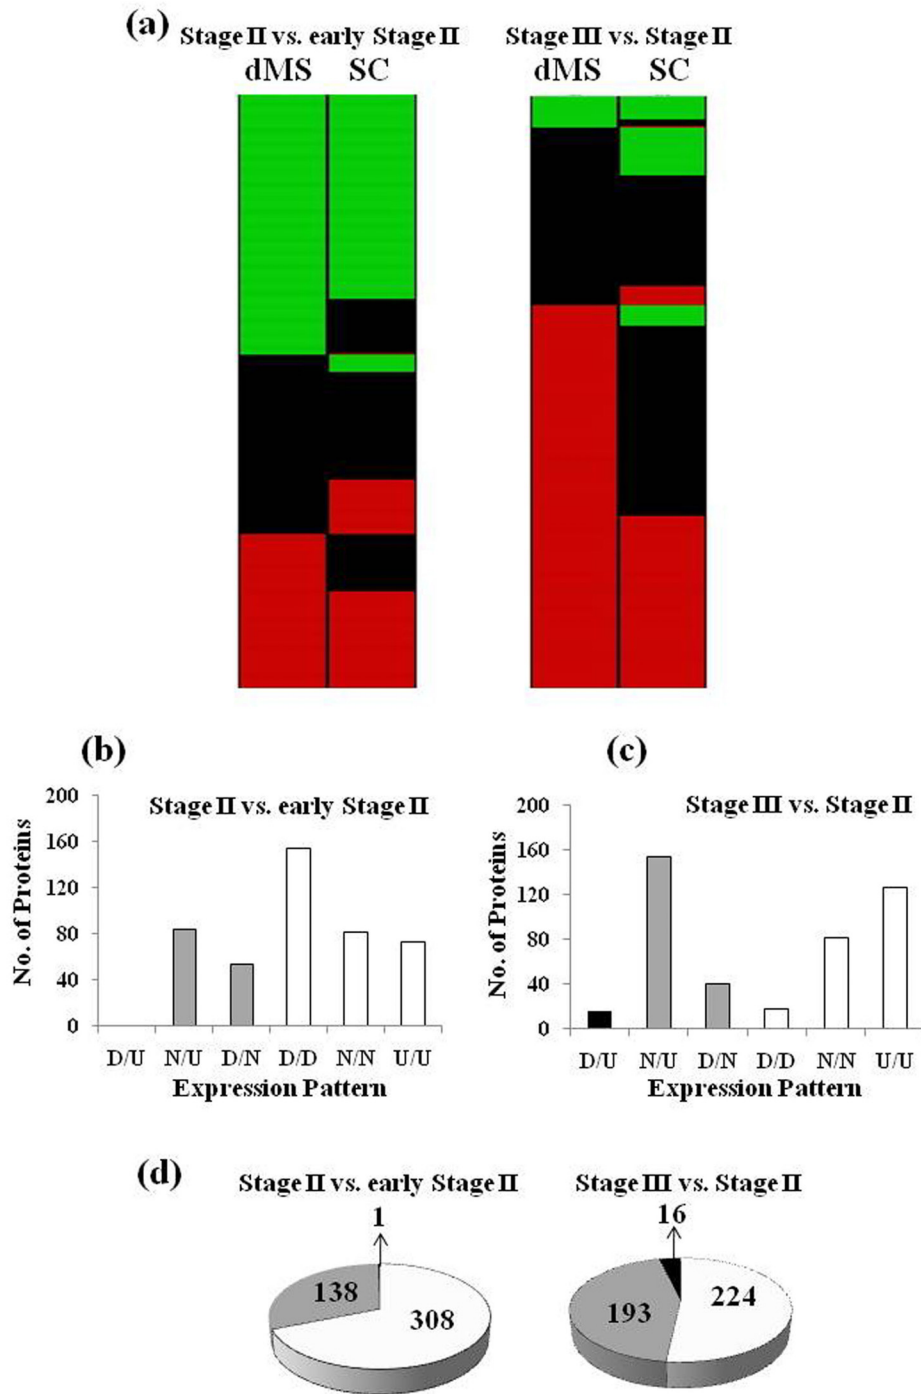 (a)
Stage II vs. early Stage II Stage III vs. Stage II
dMS SC dMS SC
(b) (c)
Stage II vs. early Stage II
No. of Proteins
200
160
120
80
40
0
D/U N/U D/N D/D N/N U/U
Expression Pattern
Stage III vs. Stage II
No. of Proteins
200
160
120
80
40
0
D/U N/U D/N D/D N/N U/U
Expression Pattern
(d)
Stage II vs. early Stage II Stage III vs. Stage II
1 16
138 308 193 224